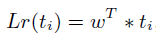 Lr(t_i) = w^T * t_i